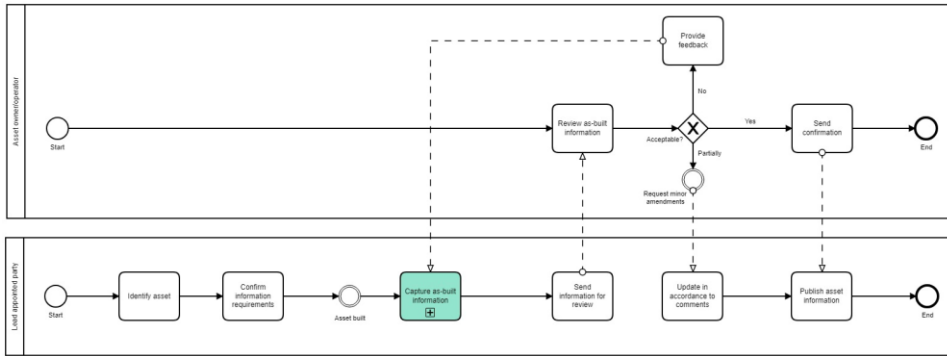 Asset owner/operator
Provide
feedback
No
Start
Review as-built
information
Acceptable?
Yes
Send
confirmation
End
Partially
Request minor
amendments
Lead appointed party
Start
Identify asset
Confirm
information
requirements
Asset built
Capture as-built
information
Send
information for
review
Update in
accordance to
comments
Publish asset
information
End